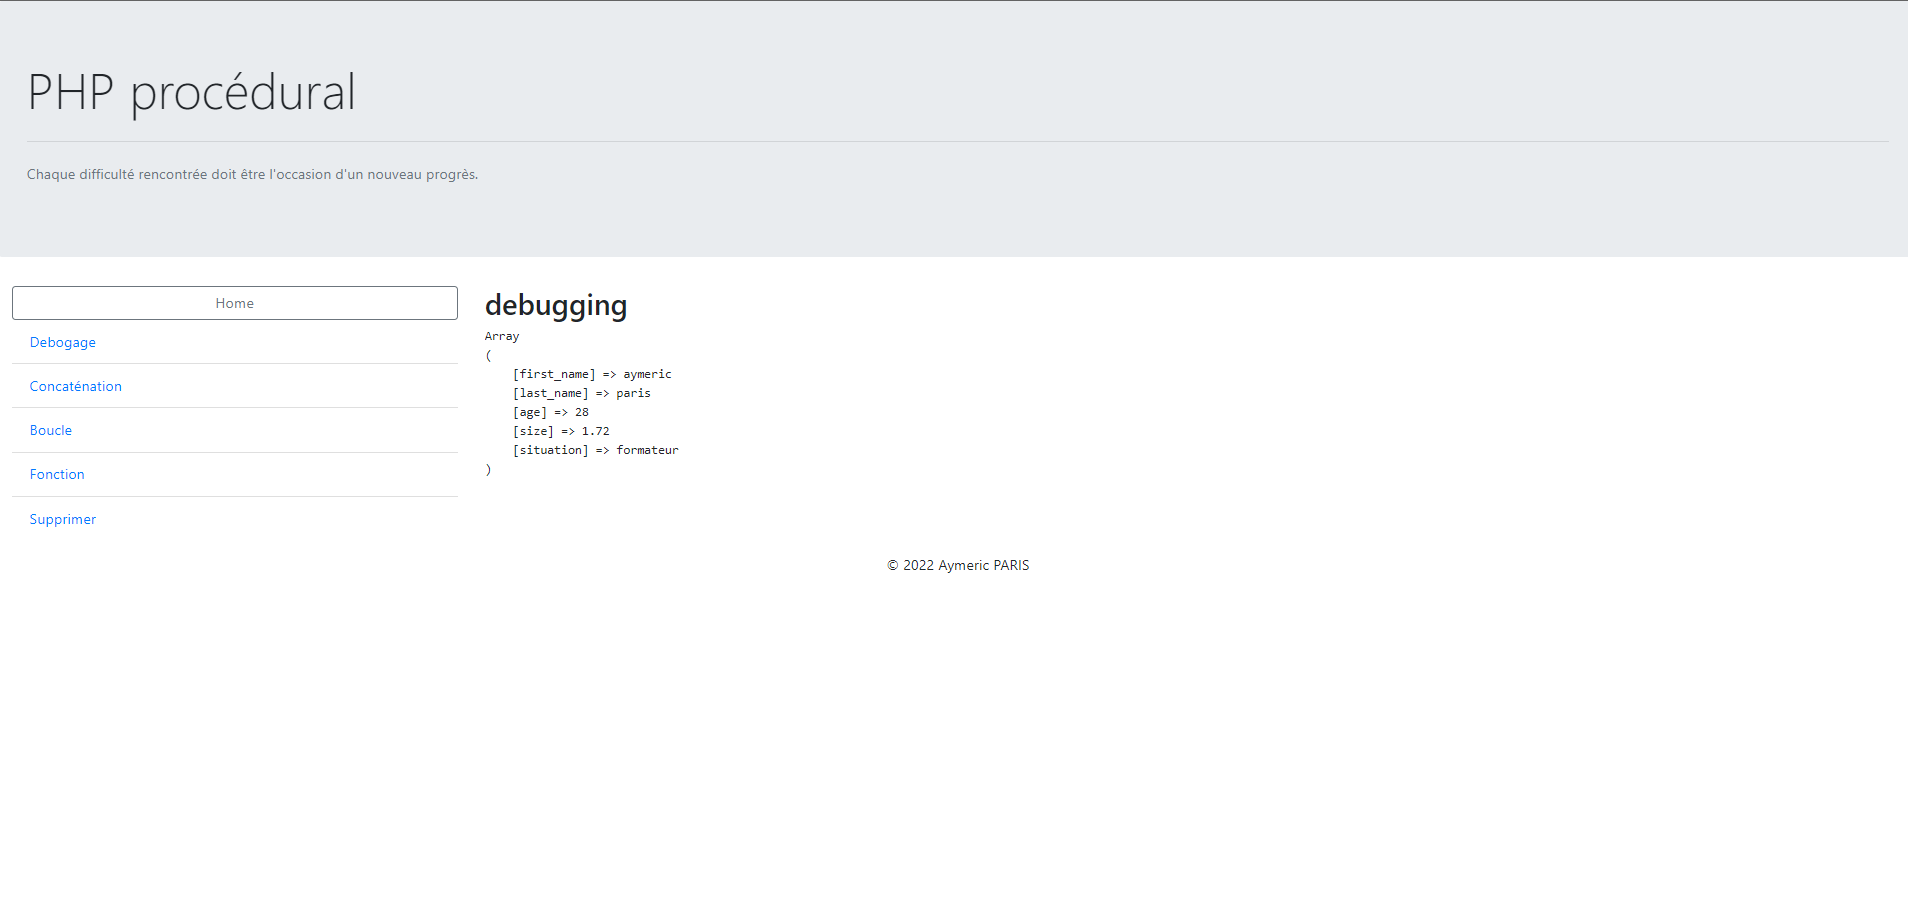 PHP procédural
Chaque difficulté rencontrée doit être l'occasion d'un nouveau progrès.
Home
Debogage
Concaténation
Boucle
Fonction
Supprimer
debugging
Array
(
    [first_name] => aymeric
    [last_name] => paris
    [age] => 28
    [size] => 1.72
    [situation] => formateur
)
© 2022 Aymeric PARIS